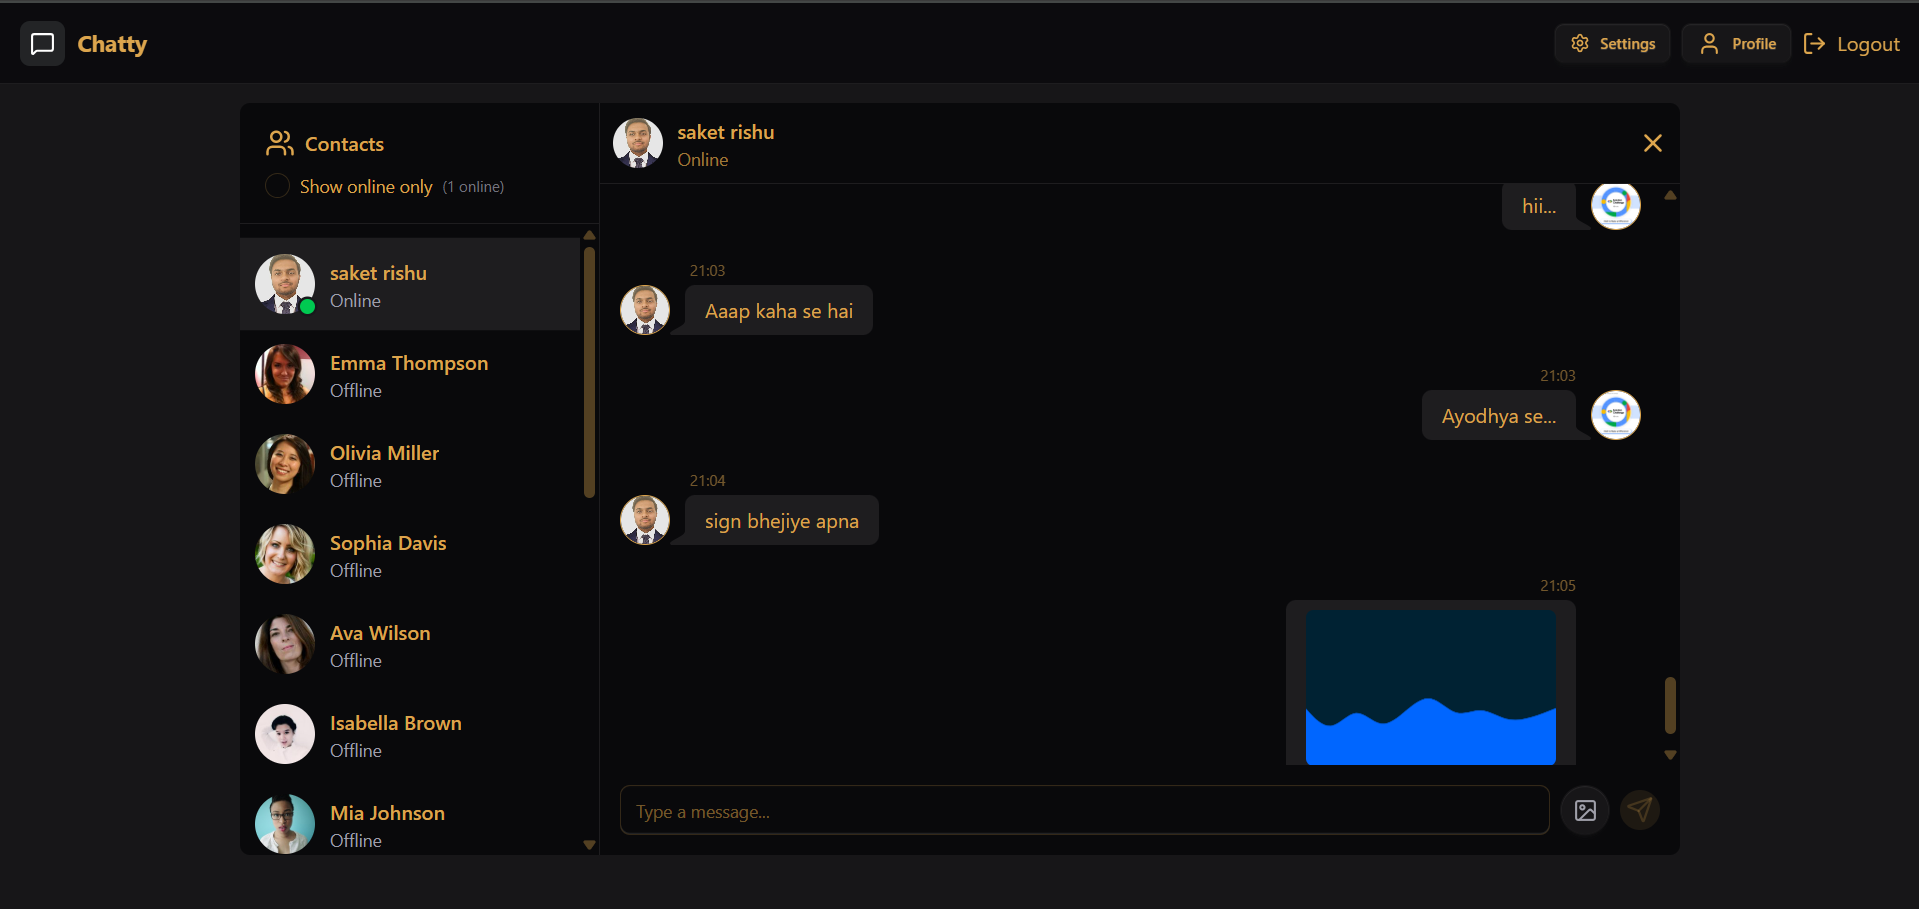 Chatty
Settings
Profile
Logout
Contacts
Show online only (1 online)
saket rishu
Online
Emma Thompson
Offline
Olivia Miller
Offline
Sophia Davis
Offline
Ava Wilson
Offline
Isabella Brown
Offline
Mia Johnson
Offline
saket rishu
Online
hii...
21:03
Aaap kaha se hai
21:03
Ayodhya se...
21:04
sign bhejiye apna
21:05
Type a message...